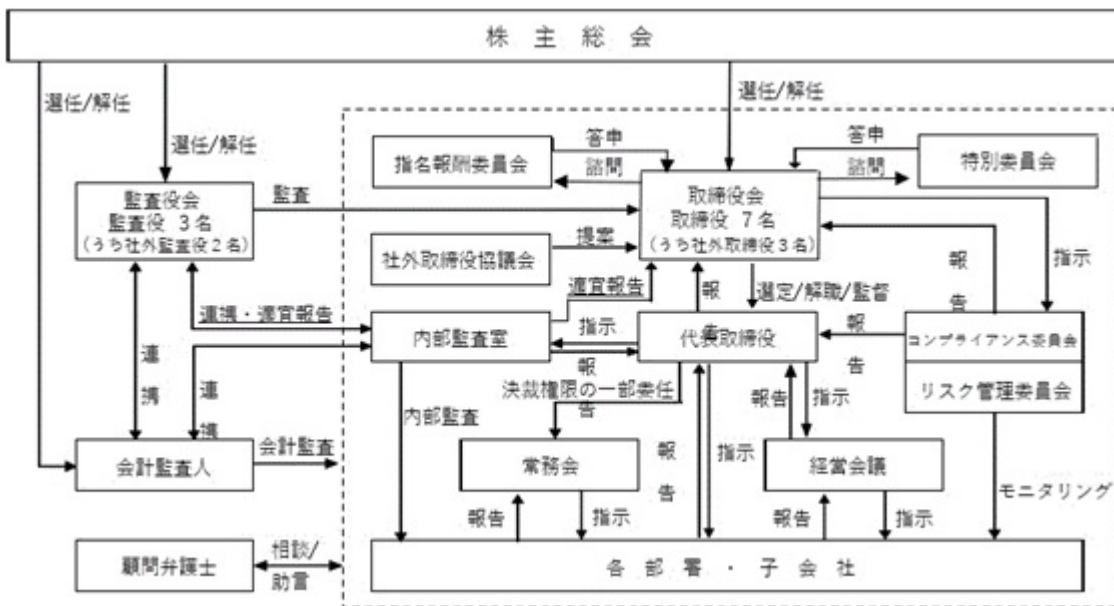 株主総会
選任/解任
選任/解任
選任/解任
指名報酬委員会
答申
諮問
答申
諮問
特別委員会
監査役会
監査役 3名
(うち社外監査役2名)
監査
取締役会
取締役 7名
(うち社外取締役3名)
社外取締役協議会
提案
適宜報告
報告
選定/解職/監督
報告
指示
連携・適宜報告
内部監査室
指示
報告
代表取締役
報告
コンプライアンス委員会
リスク管理委員会
連携
連携
決裁権限の一部委任
内部監査
報告
指示
会計監査人
会計監査
常務会
報告
指示
経営会議
モニタリング
報告
指示
報告
指示
顧問弁護士
相談/
助言
各部署・子会社